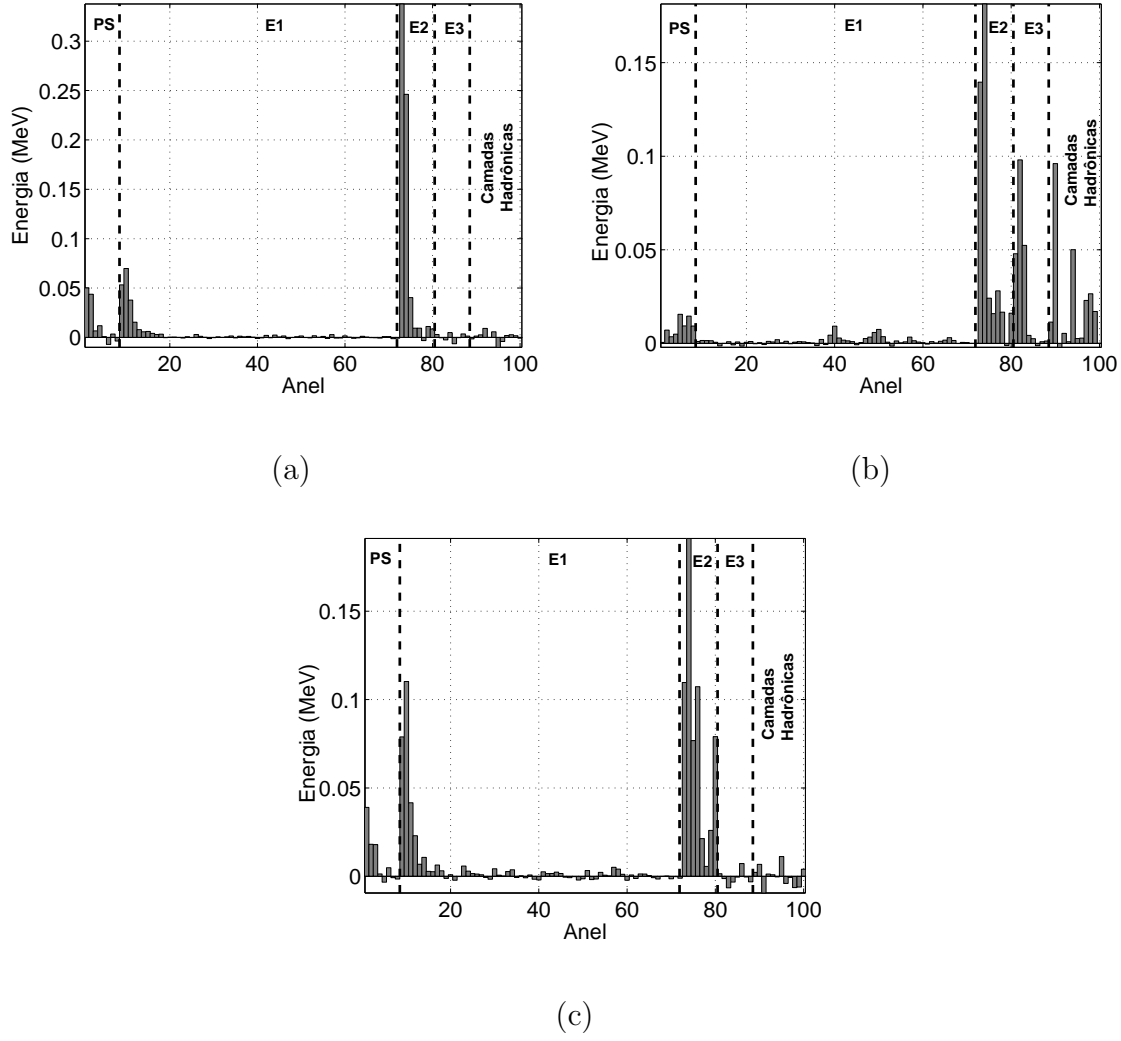 PS E1 E2 E3
Camadas
Hadrônicas
Energia (MeV)
0.3
0.25
0.2
0.15
0.1
0.05
0
20 40 60 80 100
Anel
(a)
PS E1 E2 E3
Camadas
Hadrônicas
Energia (MeV)
0.15
0.1
0.05
0
20 40 60 80 100
Anel
(b)
PS E1 E2 E3
Camadas
Hadrônicas
Energia (MeV)
0.15
0.1
0.05
0
20 40 60 80 100
Anel
(c)